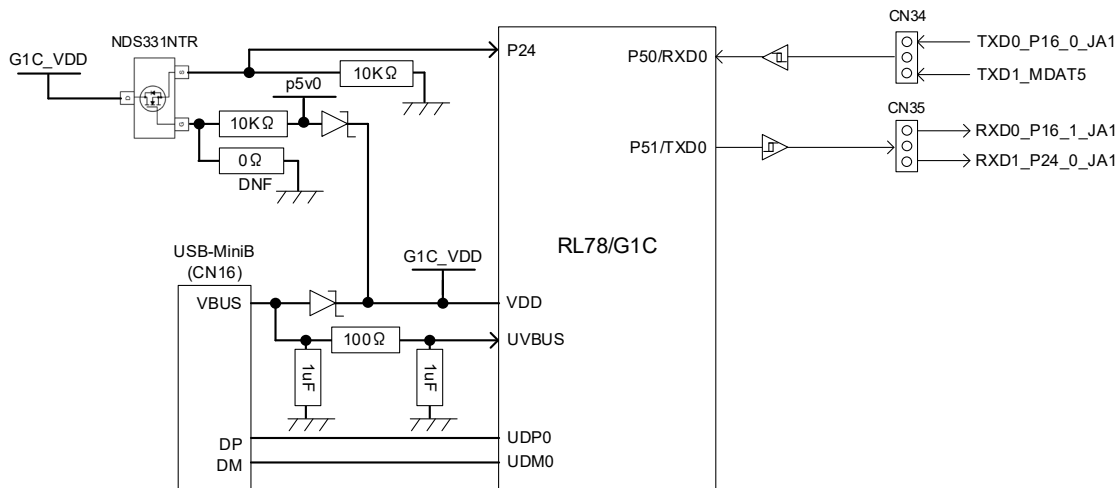 NDS331NTR
G1C_VDD
D
S
G
P24
10KΩ
p5v0
10KΩ
0Ω
DNF
USB-MiniB
(CN16)
VBUS
G1C_VDD
VDD
100Ω
UVBUS
1uF
1uF
DP
UDP0
DM
UDM0
RL78/G1C
P50/RXD0
P51/TXD0
CN34
TXD0_P16_0_JA1
TXD1_MDAT5
CN35
RXD0_P16_1_JA1
RXD1_P24_0_JA1